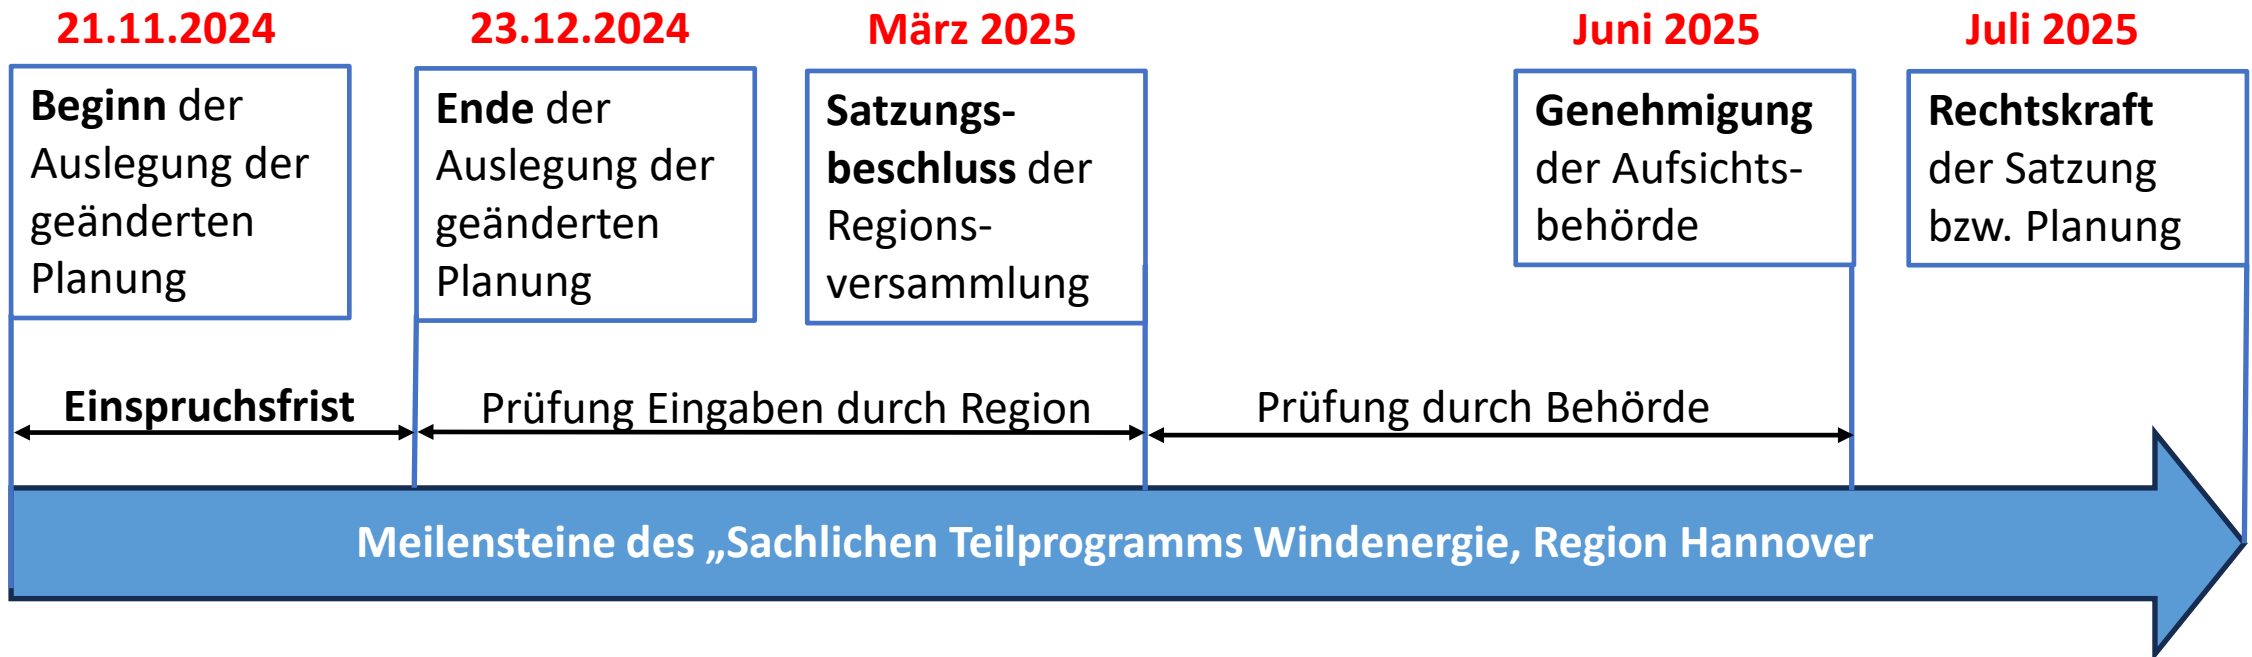 21.11.2024
Beginn der
Auslegung der
geänderten
Planung
23.12.2024
Ende der
Auslegung der
geänderten
Planung
März 2025
Satzungs-
beschluss der
Regions-
versammlung
Juni 2025
Genehmigung
der Aufsichts-
behörde
Juli 2025
Rechtskraft
der Satzung
bzw. Planung
Einspruchsfrist
Prüfung Eingaben durch Region
Prüfung durch Behörde
Meilensteine des „Sachlichen Teilprogramms Windenergie, Region Hannover